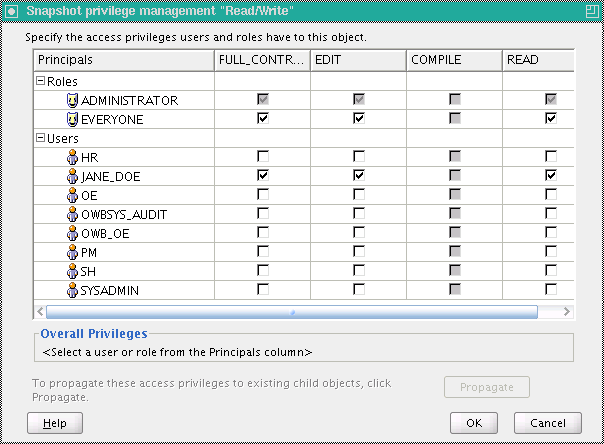 Snapshot privilege management "Read/Write"
Specify the access privileges users and roles have to this object.
Principals FULL_CONTR... EDIT COMPILE READ
Roles
ADMINISTRATOR
EVERYONE
Users
HR
JANE_DOE
OE
OWBSYS_AUDIT
OWB_OE
PM
SH
SYSADMIN
Overall Privileges
<Select a user or role from the Principals column>
To propagate these access privileges to existing child objects, click
Propagate.
Propagate
Help OK Cancel